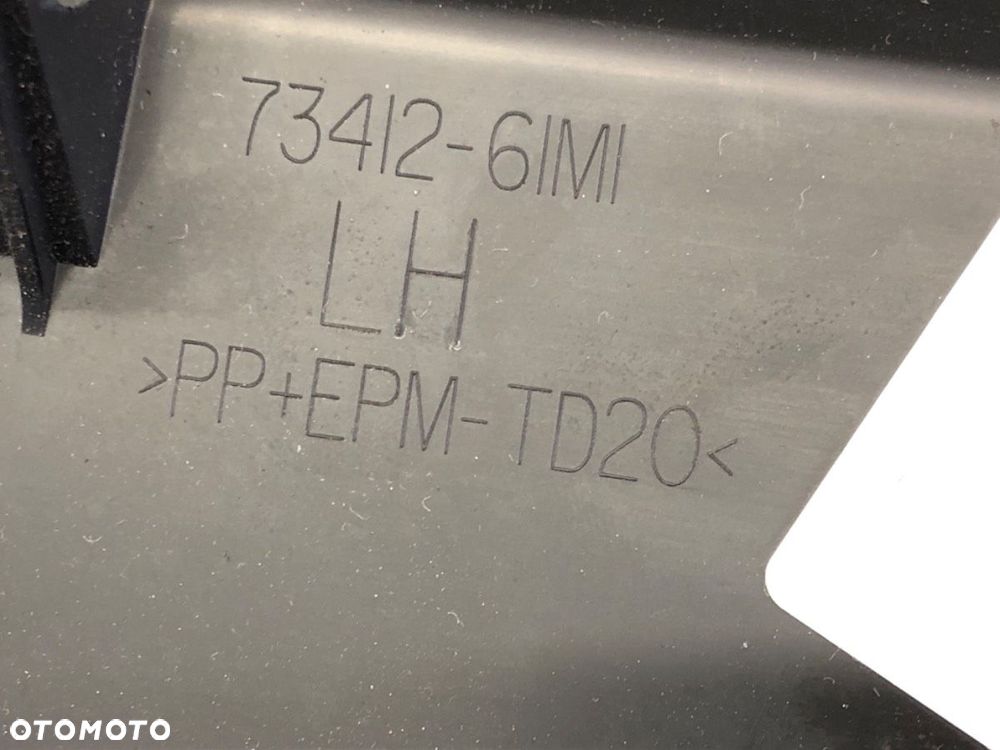 73412-61M1
LH
>PP+EPM-TD20<
OTOMOTO